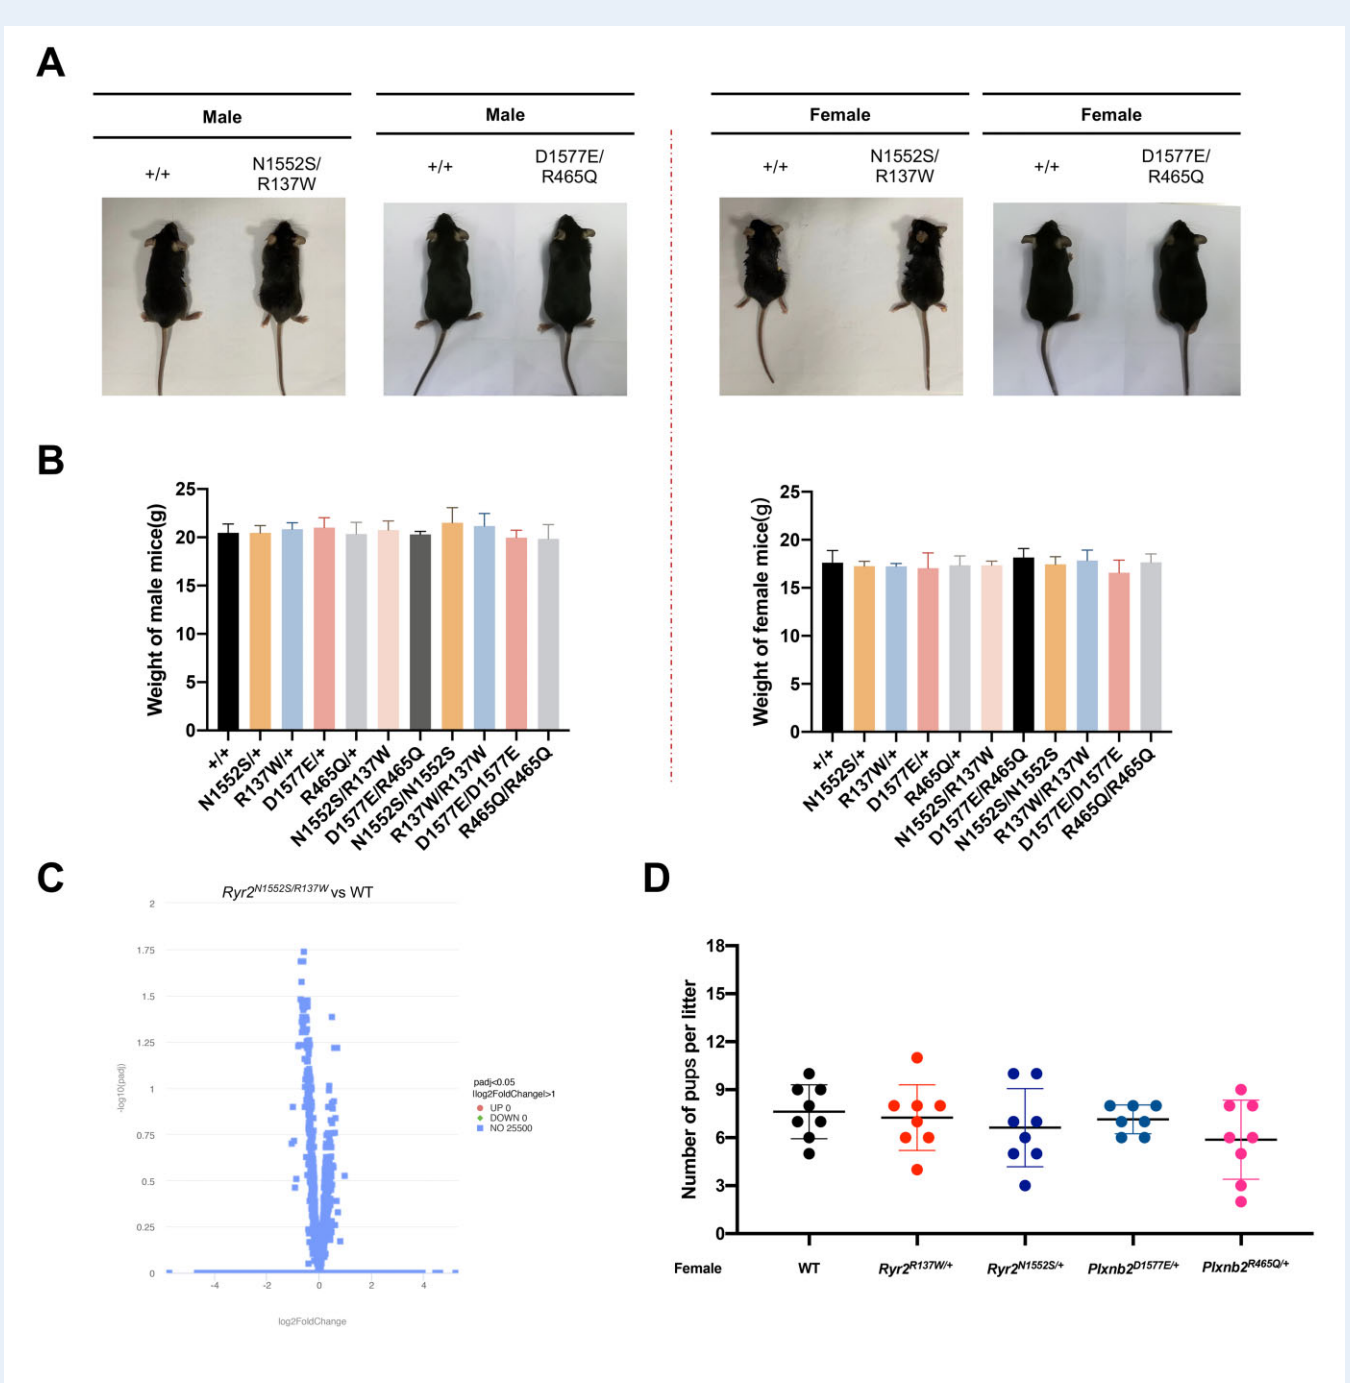 A
Male
Male
Female
Female
+/+
N1552S/
R137W
+/+
D1577E/
R465Q
+/+
N1552S/
R137W
+/+
D1577E/
R465Q
B
Weight of male mice(g)
25
20
15
10
5
0
+/+
N1552S/+
R137W/+
D1577E/+
R465Q/+
N1552S/R137W
D1577E/R465Q
N1552S/N1552S
R137W/R137W
D1577E/D1577E
R465Q/R465Q
Weight of female mice(g)
25
20
15
10
5
0
+/+
N1552S/+
R137W/+
D1577E/+
R465Q/+
N1552S/R137W
D1577E/R465Q
N1552S/N1552S
R137W/R137W
D1577E/D1577E
R465Q/R465Q
C
Ryr2N1552S/R137W vs WT
-log10(padj)
2
1.75
1.5
1.25
1
0.75
0.5
0.25
0
-4
-2
0
2
4
log2FoldChange
padj<0.05
|log2FoldChange|>1
UP 0
DOWN 0
NO 25500
D
Number of pups per litter
18
15
12
9
6
3
0
Female
WT
Ryr2R137W/+
Ryr2N1552S/+
Plxnb2D1577E/+
Plxnb2R465Q/+